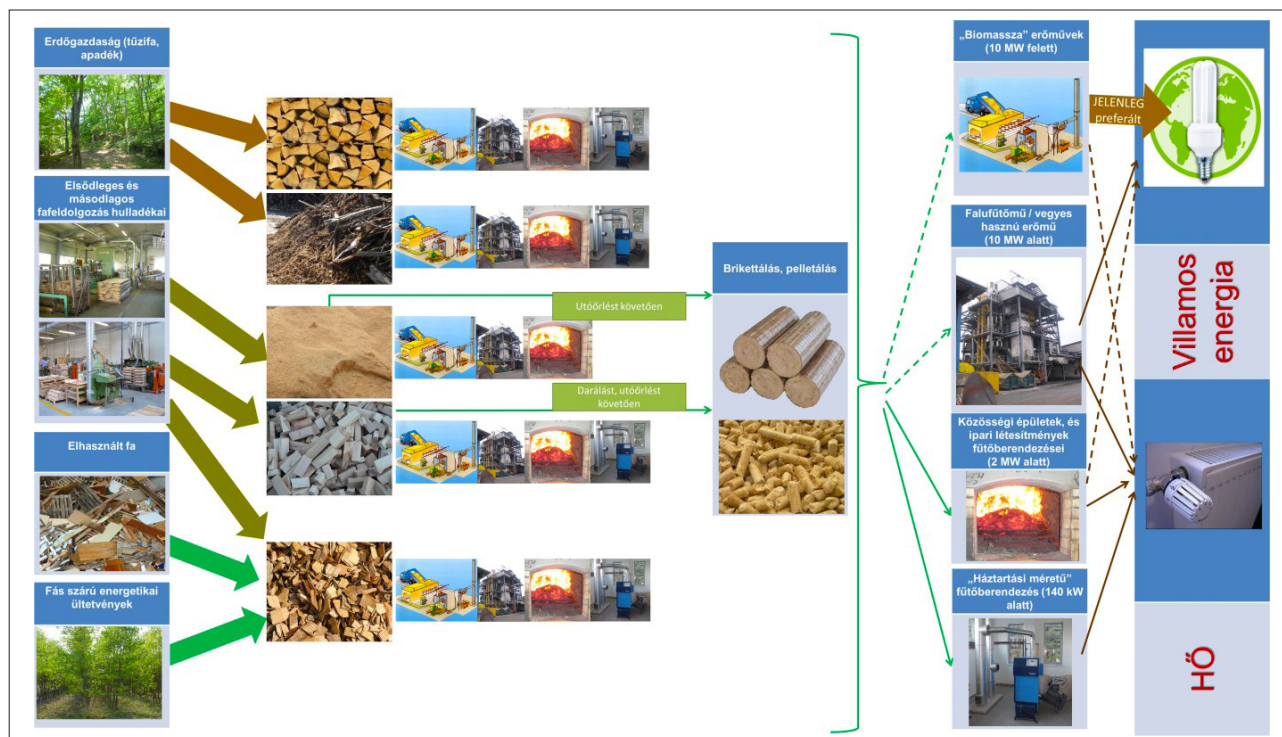 Erdőgazdaság (tűzifa,
apadék)
Elsődleges és
másodlagos
fafeldolgozás hulladékai
Elhasznált fa
Fás szárú energetikai
ültetvények
Utóőrlést követően
Darálást, utóőrlést
követően
Brikettálás, pelletálás
„Biomassza” erőművek
(10 MW felett)
Falufűtőmű / vegyes
hasznú erőmű
(10 MW alatt)
Közösségi épületek, és
ipari létesítmények
fűtőberendezései
(2 MW alatt)
„Háztartási méretű”
fűtőberendezés (140 kW
alatt)
JELENLEG
preferált
Villamos
energia
HŐ